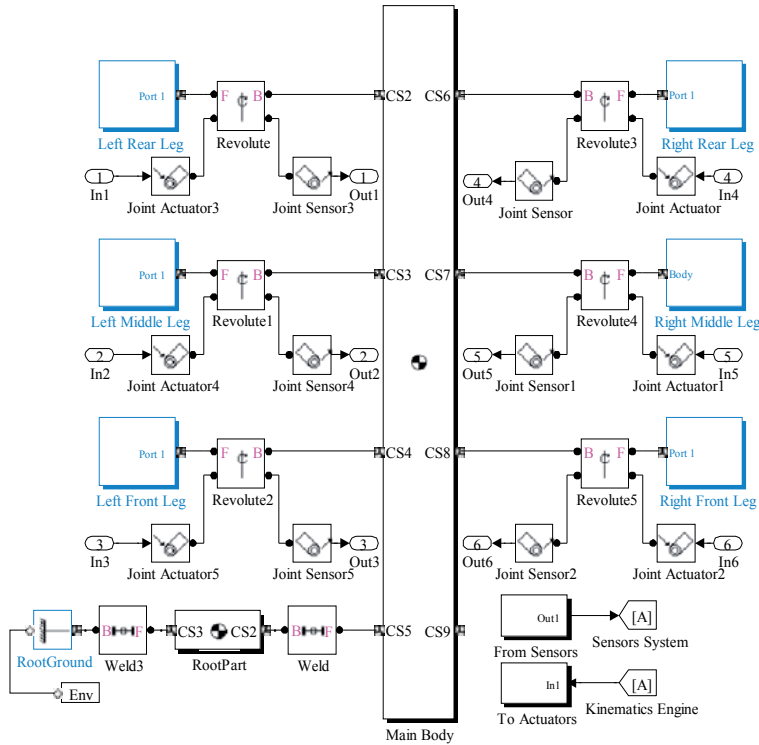 Port 1
F
B
CS2
CS6
B
F
Port 1
Left Rear Leg
Revolute
Revolute3
Right Rear Leg
1
In1
Joint Actuator3
Joint Sensor3
1
Out1
4
Out4
Joint Sensor
Joint Actuator
4
In4
Port 1
F
B
CS3
CS7
B
F
Body
Left Middle Leg
Revolute1
Revolute4
Right Middle Leg
2
In2
Joint Actuator4
Joint Sensor4
2
Out2
5
Out5
Joint Sensor1
Joint Actuator1
5
In5
Port 1
F
B
CS4
CS8
B
F
Port 1
Left Front Leg
Revolute2
Revolute5
Right Front Leg
3
In3
Joint Actuator5
Joint Sensor5
3
Out3
6
Out6
Joint Sensor2
Joint Actuator2
6
In6
RootGround
B
F
Weld3
CS3
CS2
RootPart
B
F
Weld
CS5
CS9
Env
Out1
From Sensors
[A]
Sensors System
In1
To Actuators
[A]
Kinematics Engine
Main Body